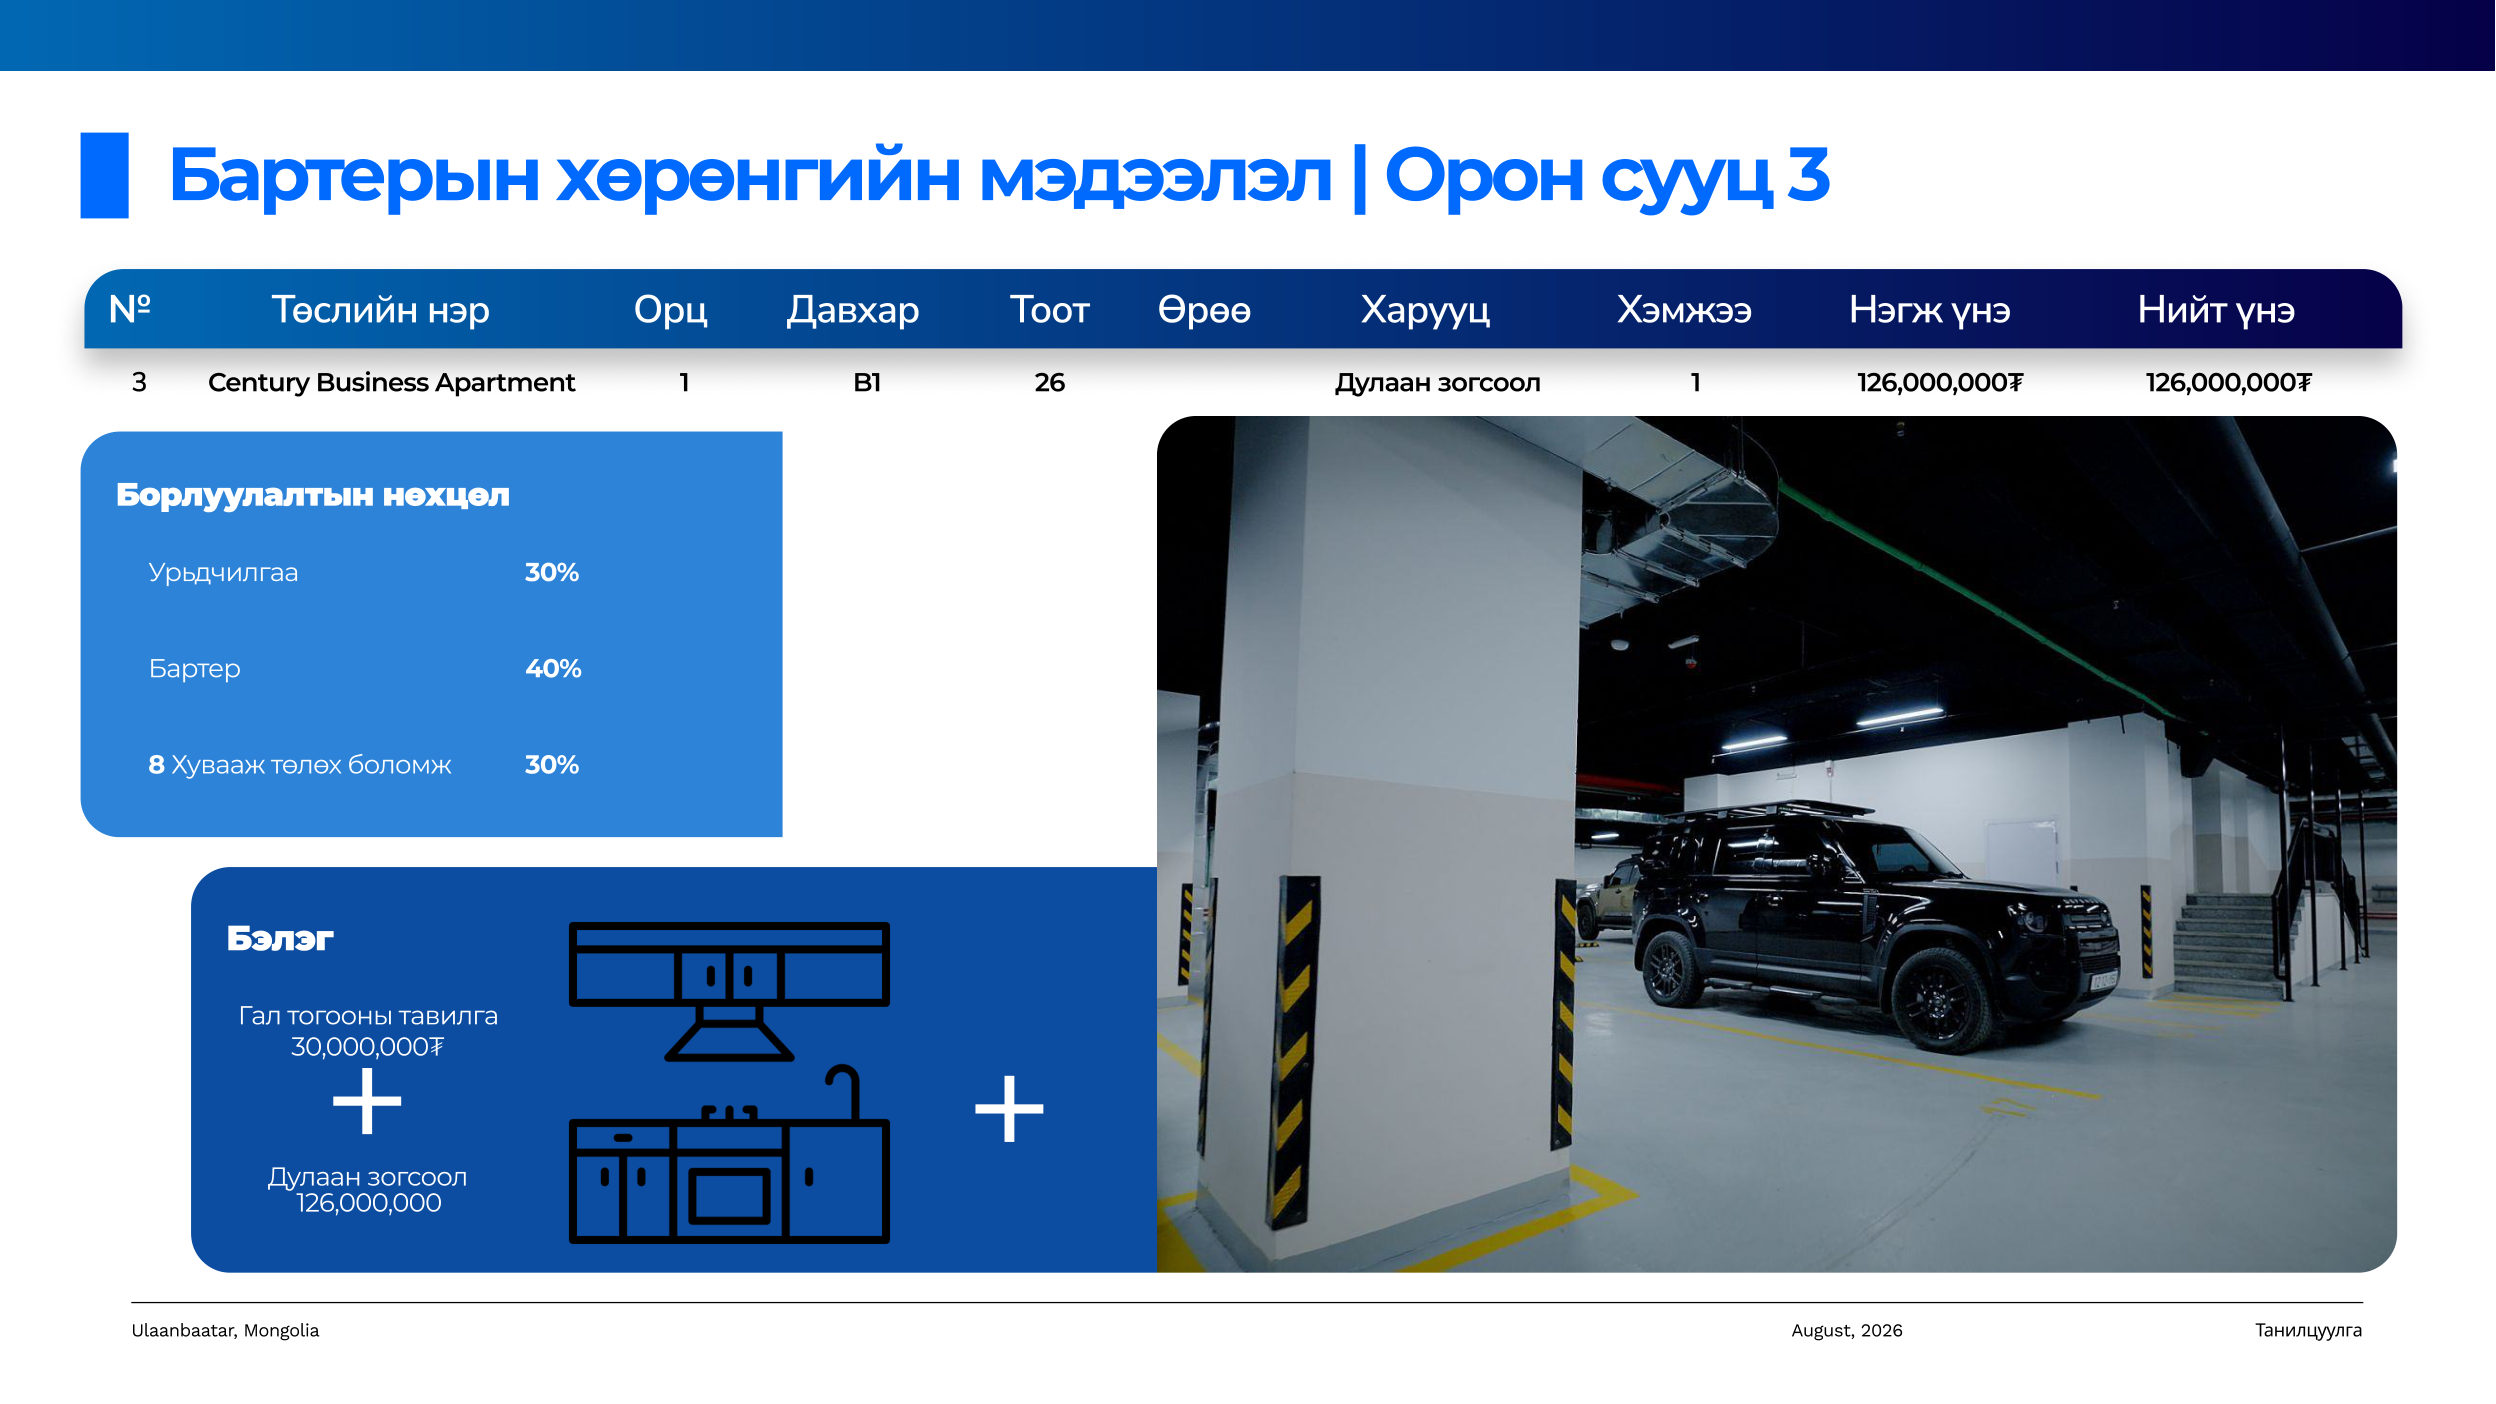 Бартерын хөрөнгийн мэдээлэл | Орон сууц 3
№ Төслийн нэр Орц Давхар Тоот Өрөө Харууц Хэмжээ Нэгж үнэ Нийт үнэ
3 Century Business Apartment 1 B1 26 Дулаан зогсоол 1 126,000,000₮ 126,000,000₮
Борлуулалтын нөхцөл
Урьдчилгаа 30%
Бартер 40%
8 Хувааж төлөх боломж 30%
Бэлэг
Гал тогооны тавилга
30,000,000₮
+
Дулаан зогсоол
126,000,000
+
Ulaanbaatar, Mongolia August, 2026 Танилцуулга